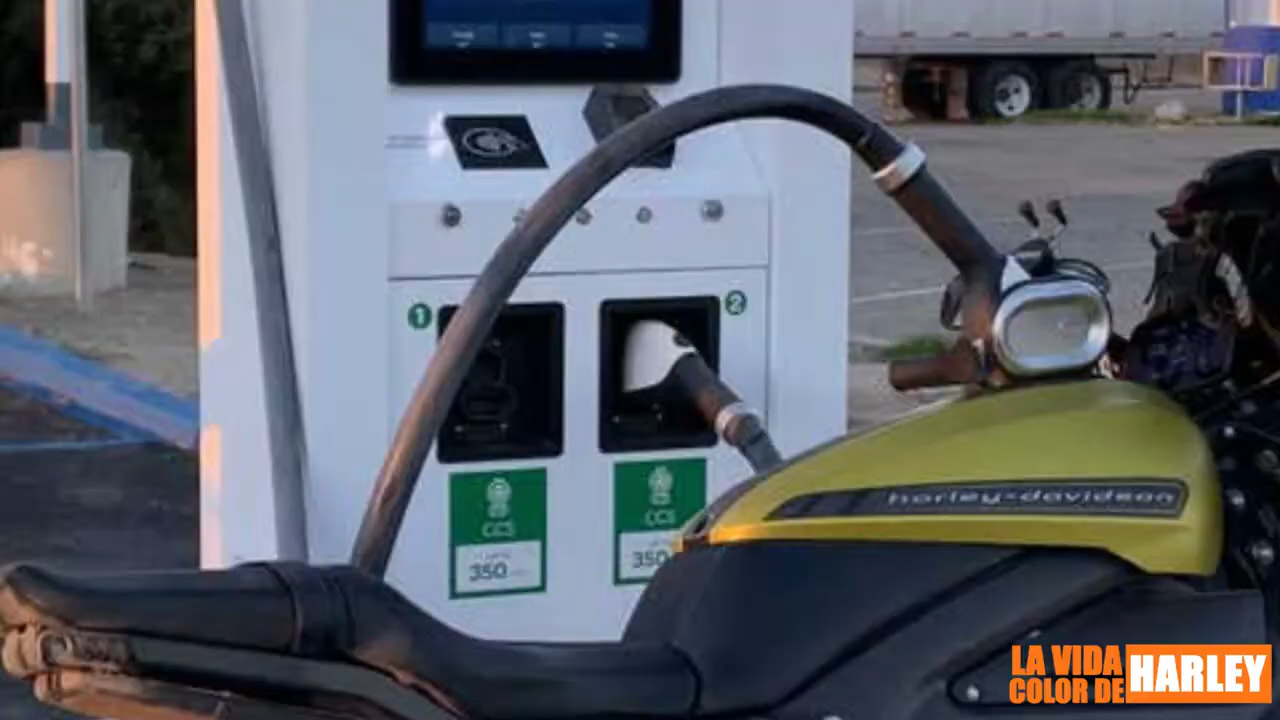 1
2
CCS
350
CCS
350
harley-davidson
LA VIDA
COLOR DE
HARLEY